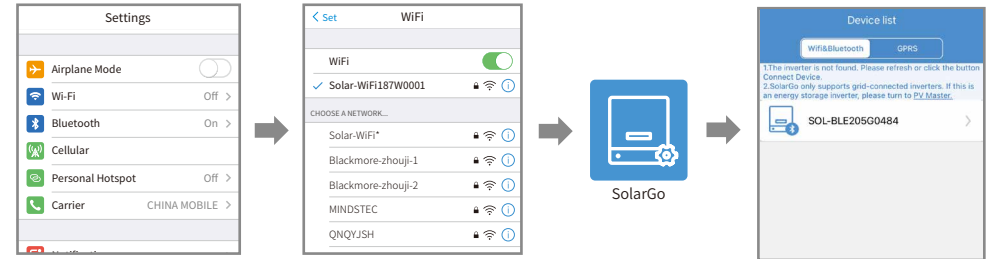 Settings
Airplane Mode
Wi-Fi Off
Bluetooth On
Cellular
Personal Hotspot Off
Carrier CHINA MOBILE
Set WiFi
WiFi
Solar-WiFi187W0001
CHOOSE A NETWORK...
Solar-WiFi*
Blackmore-zhouji-1
Blackmore-zhouji-2
MINDSTEC
QNQYJSH
SolarGo
Device list
Wifi&Bluetooth GPRS
1.The inverter is not found. Please refresh or click the button
Connect Device.
2.SolarGo only supports grid-connected inverters. If this is
an energy storage inverter, please turn to PV Master.
SOL-BLE205G0484